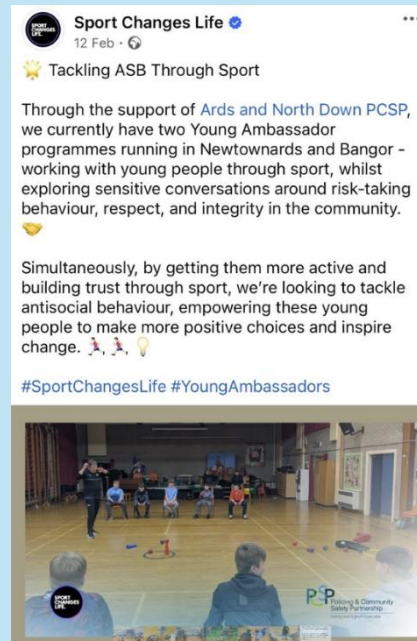 SPORT
CHANGES
LIFE.
Sport Changes Life
12 Feb ·
Tackling ASB Through Sport
Through the support of Ards and North Down PCSP,
we currently have two Young Ambassador
programmes running in Newtownards and Bangor -
working with young people through sport, whilst
exploring sensitive conversations around risk-taking
behaviour, respect, and integrity in the community.
Simultaneously, by getting them more active and
building trust through sport, we're looking to tackle
antisocial behaviour, empowering these young
people to make more positive choices and inspire
change.
#SportChangesLife #YoungAmbassadors
SPORT
CHANGES
LIFE.
PCSP
Policing & Community
Safety Partnership